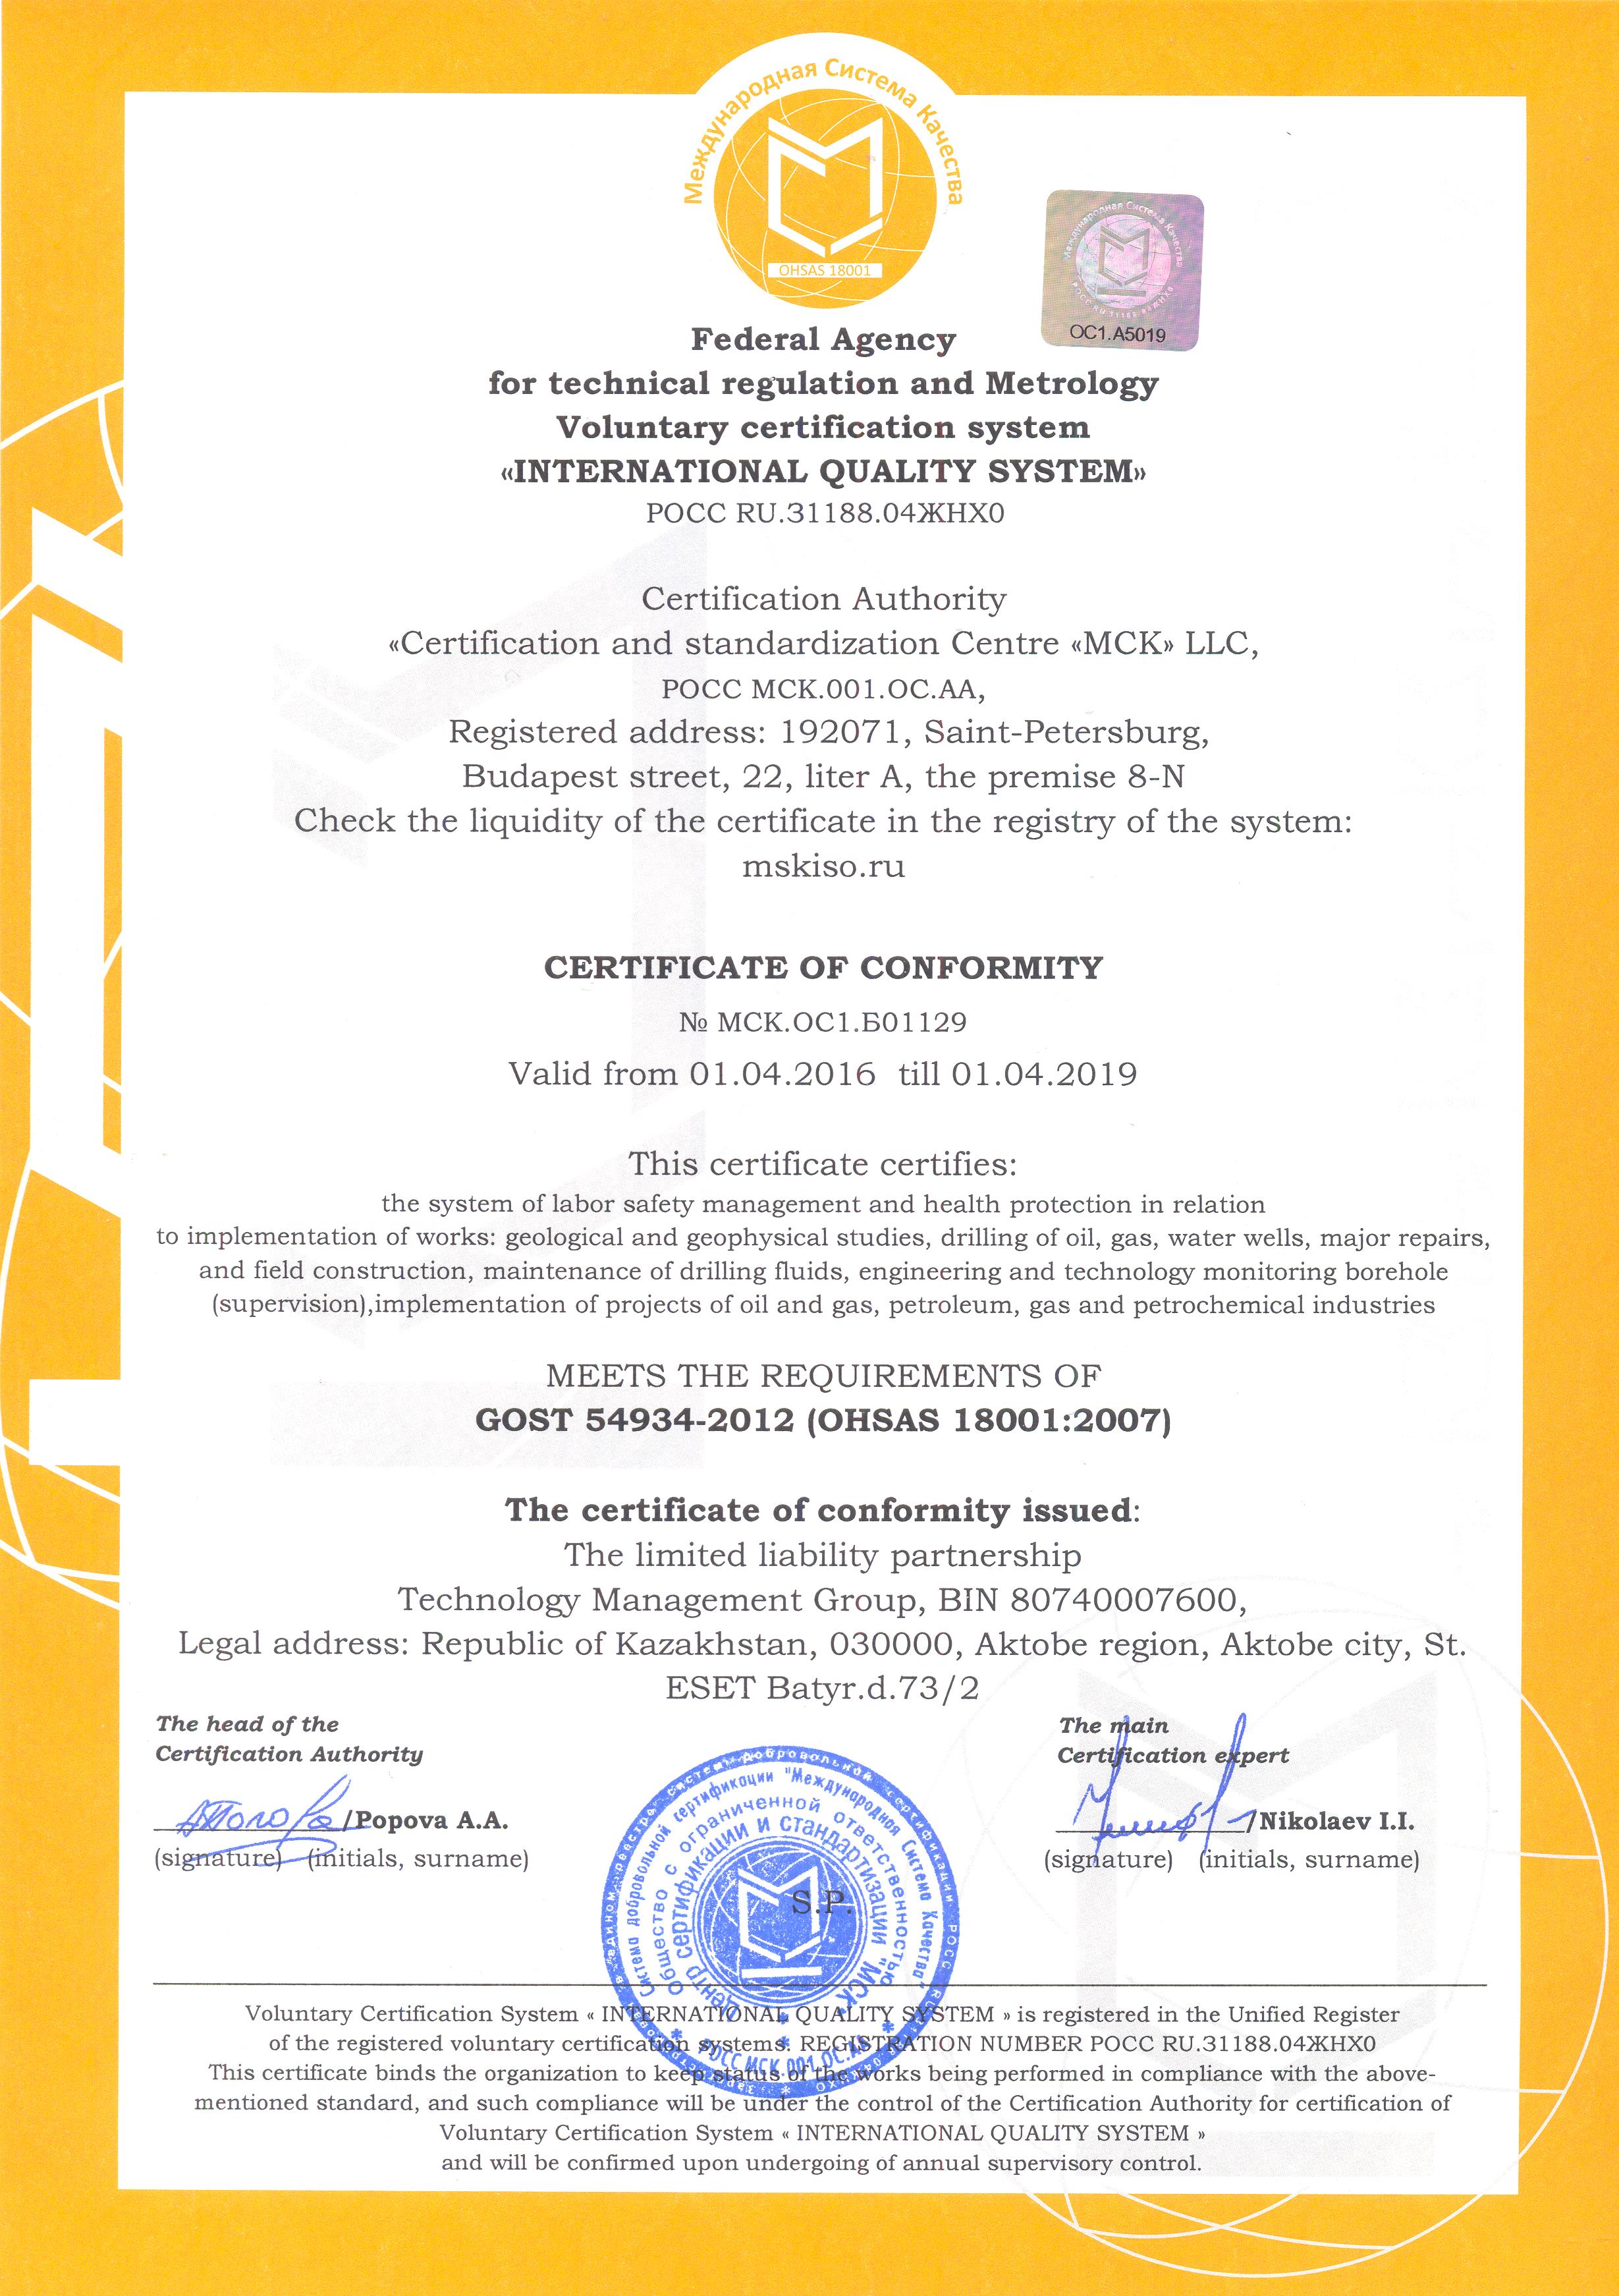 Международная Система Качества
OHSAS 18001
Международная Система Качества
РОСС RU 31188 04ЖНХ0
ОС1.А5019
Federal Agency
for technical regulation and Metrology
Voluntary certification system
«INTERNATIONAL QUALITY SYSTEM»
РОСС RU.31188.04ЖНХ0
Certification Authority
«Certification and standardization Centre «МСК» LLC,
РОСС МСК.001.ОС.АА,
Registered address: 192071, Saint-Petersburg,
Budapest street, 22, liter A, the premise 8-N
Check the liquidity of the certificate in the registry of the system:
mskiso.ru
CERTIFICATE OF CONFORMITY
№ МСК.ОС1.Б01129
Valid from 01.04.2016 till 01.04.2019
This certificate certifies:
the system of labor safety management and health protection in relation
to implementation of works: geological and geophysical studies, drilling of oil, gas, water wells, major repairs,
and field construction, maintenance of drilling fluids, engineering and technology monitoring borehole
(supervision),implementation of projects of oil and gas, petroleum, gas and petrochemical industries
MEETS THE REQUIREMENTS OF
GOST 54934-2012 (OHSAS 18001:2007)
The certificate of conformity issued:
The limited liability partnership
Technology Management Group, BIN 80740007600,
Legal address: Republic of Kazakhstan, 030000, Aktobe region, Aktobe city, St.
ESET Batyr.d.73/2
The head of the
Certification Authority
/Popova A.A.
(signature) (initials, surname)
The main
Certification expert
/Nikolaev I.I.
(signature) (initials, surname)
Система добровольной сертификации "Международная Система Качества"
Общество с ограниченной ответственностью
Центр сертификации и стандартизации "МСК"
РОСС МСК.001.ОС.АА
S.P.
Voluntary Certification System « INTERNATIONAL QUALITY SYSTEM » is registered in the Unified Register
of the registered voluntary certification systems. REGISTRATION NUMBER РОСС RU.31188.04ЖНХ0
This certificate binds the organization to keep status of the works being performed in compliance with the above-
mentioned standard, and such compliance will be under the control of the Certification Authority for certification of
Voluntary Certification System « INTERNATIONAL QUALITY SYSTEM »
and will be confirmed upon undergoing of annual supervisory control.